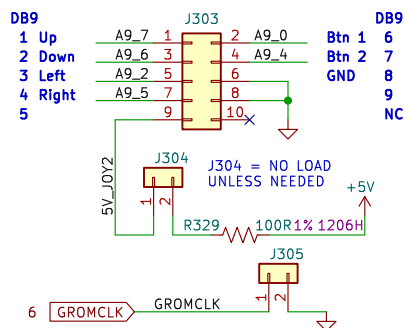 J303
DB9
DB9
1 Up
A9_7
1
2
A9_0
Btn 1
6
2 Down
A9_6
3
4
A9_4
Btn 2
7
3 Left
A9_2
5
6
GND
8
4 Right
A9_5
7
8
9
5
9
10
NC
5V_JOY2
J304
1
2
J304 = NO LOAD
UNLESS NEEDED
+5V
R329
100R
1%
1206H
J305
1
2
6
GROMCLK
GROMCLK